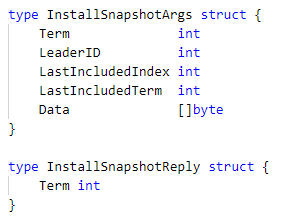 type InstallSnapshotArgs struct {
    Term              int
    LeaderID          int
    LastIncludedIndex int
    LastIncludedTerm  int
    Data              []byte
}

type InstallSnapshotReply struct {
    Term int
}